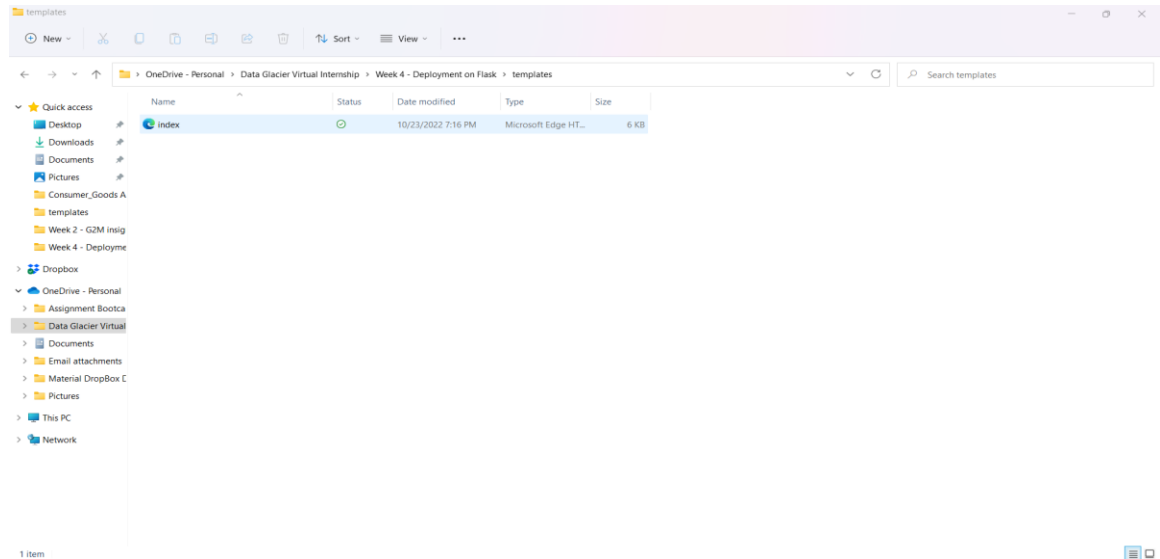 templates
New
Sort
View
OneDrive - Personal > Data Glacier Virtual Internship > Week 4 - Deployment on Flask > templates
Search templates
Name Status Date modified Type Size
index 10/23/2022 7:16 PM Microsoft Edge HT... 6 KB
Quick access
Desktop
Downloads
Documents
Pictures
Consumer_Goods A
templates
Week 2 - G2M insig
Week 4 - Deployme
Dropbox
OneDrive - Personal
Assignment Bootca
Data Glacier Virtual
Documents
Email attachments
Material DropBox D
Pictures
This PC
Network
1 item